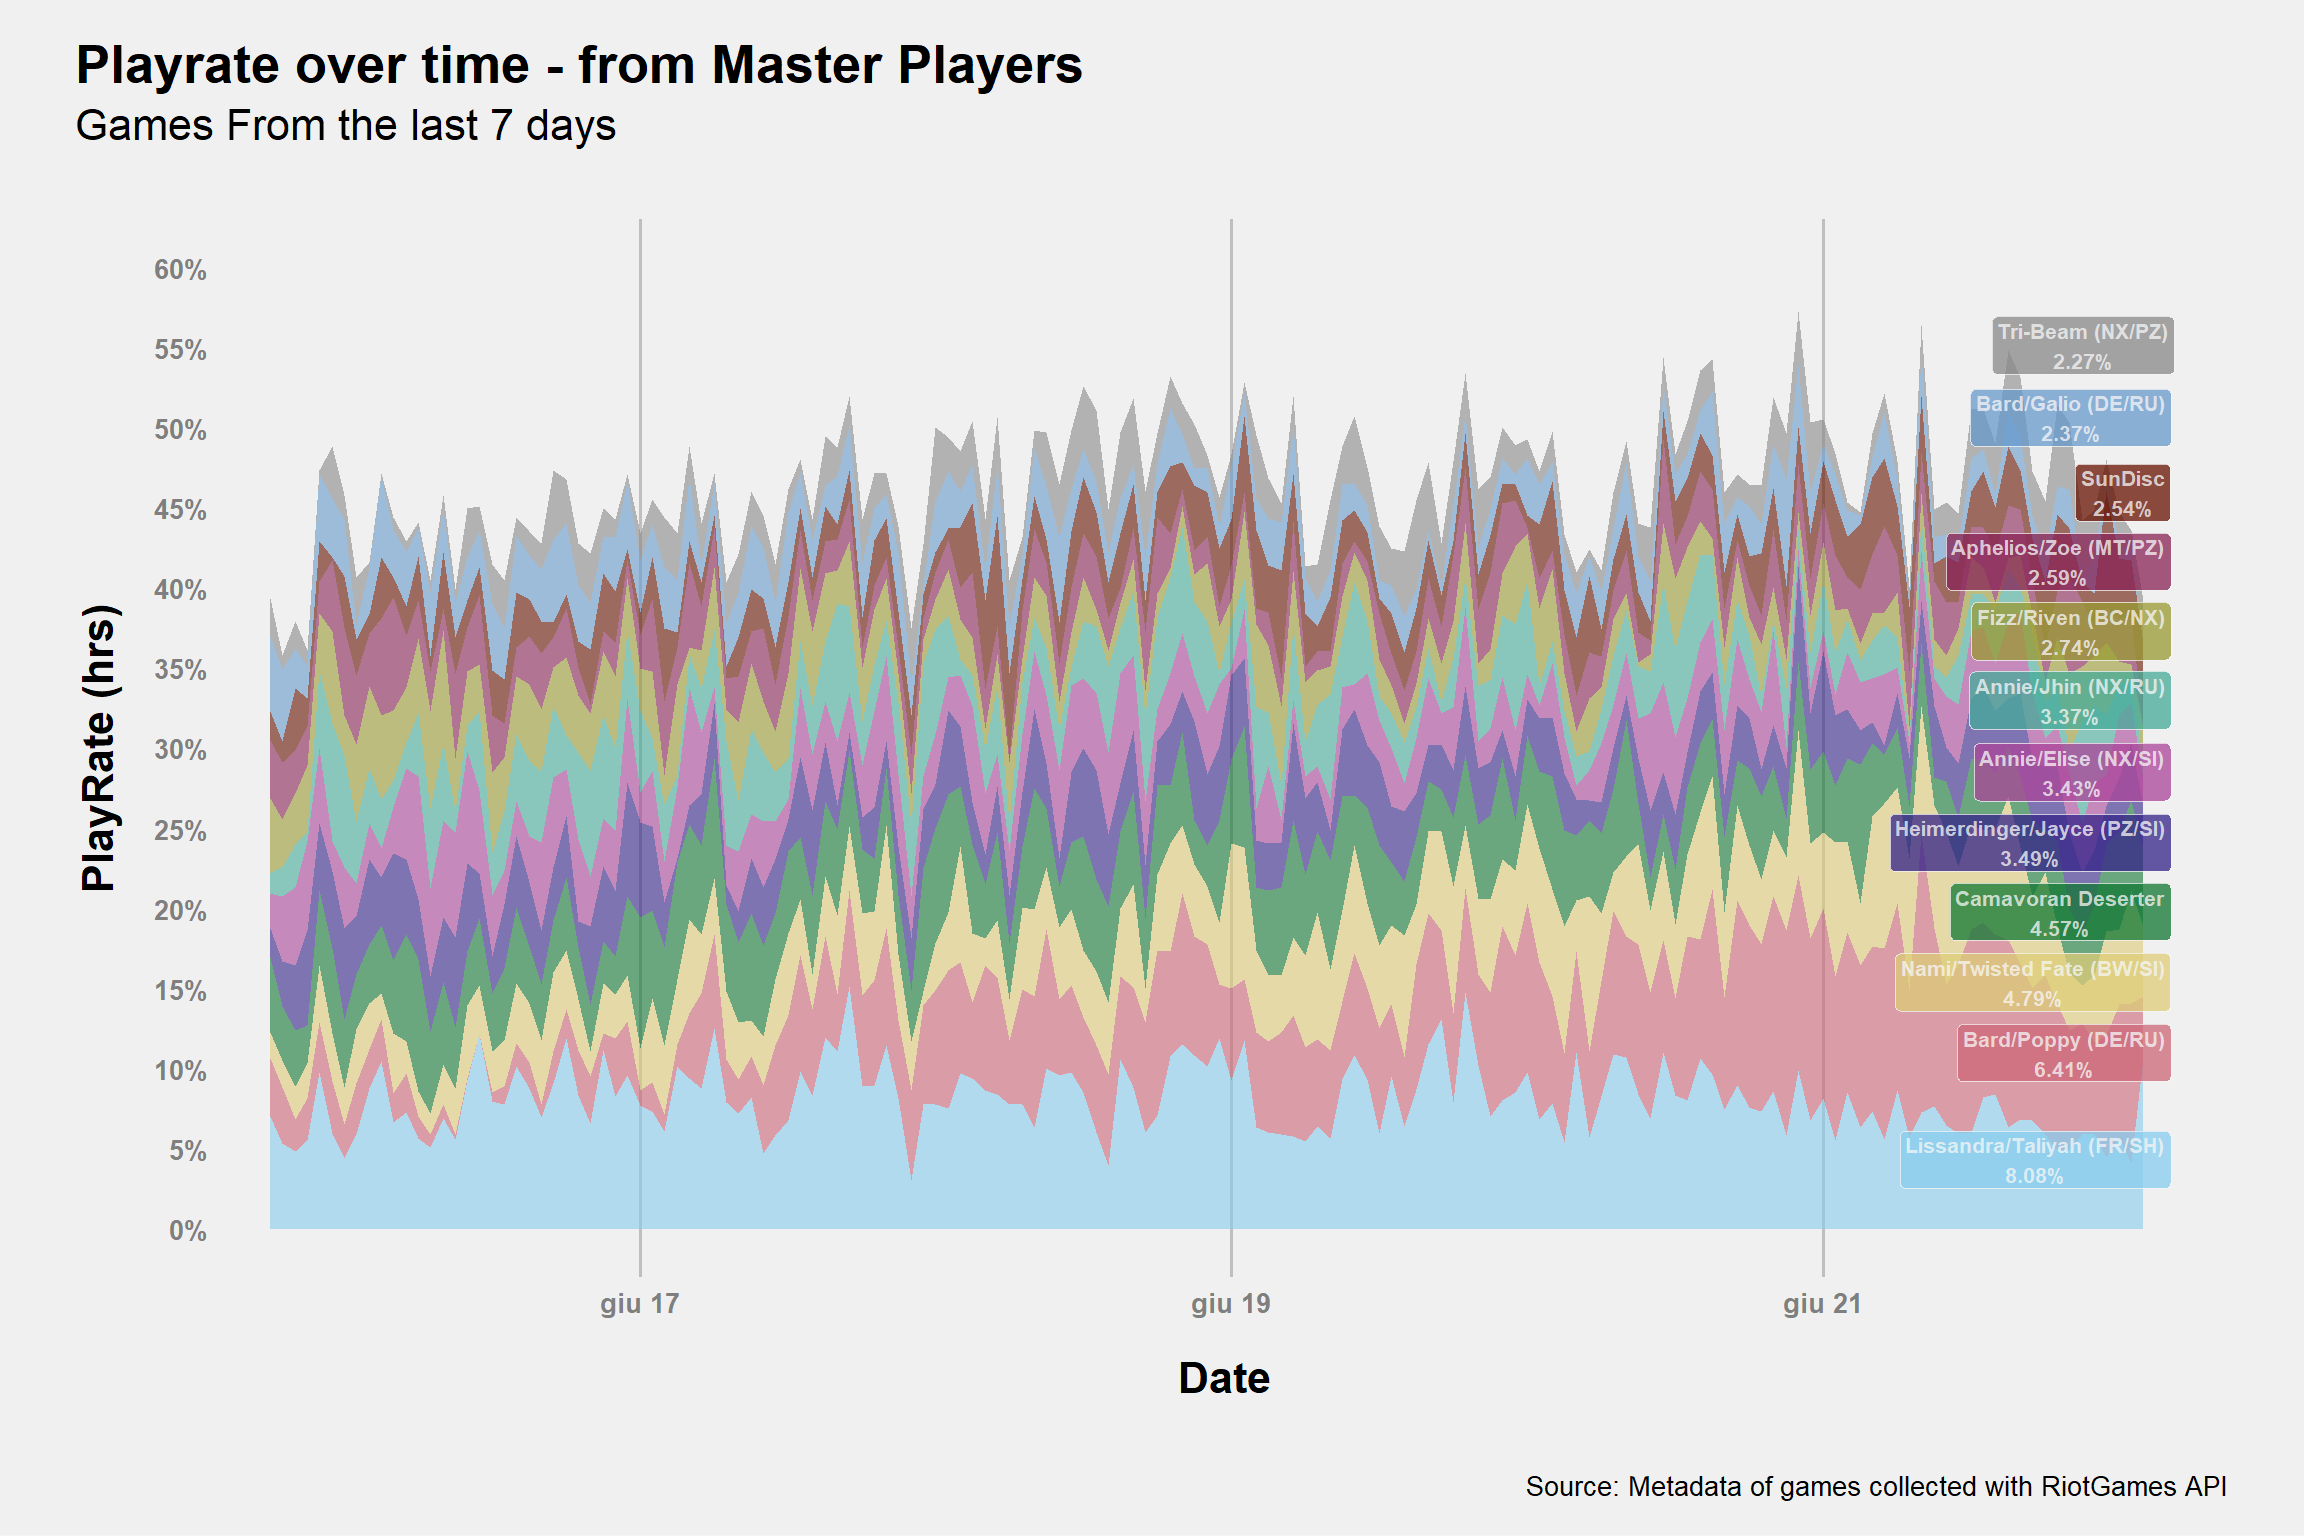 Playrate over time - from Master Players
Games From the last 7 days
PlayRate (hrs)
60%
55%
50%
45%
40%
35%
30%
25%
20%
15%
10%
5%
0%
Tri-Beam (NX/PZ)
2.27%
Bard/Galio (DE/RU)
2.37%
SunDisc
2.54%
Aphelios/Zoe (MT/PZ)
2.59%
Fizz/Riven (BC/NX)
2.74%
Annie/Jhin (NX/RU)
3.37%
Annie/Elise (NX/SI)
3.43%
Heimerdinger/Jayce (PZ/SI)
3.49%
Camavoran Deserter
4.57%
Nami/Twisted Fate (BW/SI)
4.79%
Bard/Poppy (DE/RU)
6.41%
Lissandra/Taliyah (FR/SH)
8.08%
giu 17
giu 19
giu 21
Date
Source: Metadata of games collected with RiotGames API